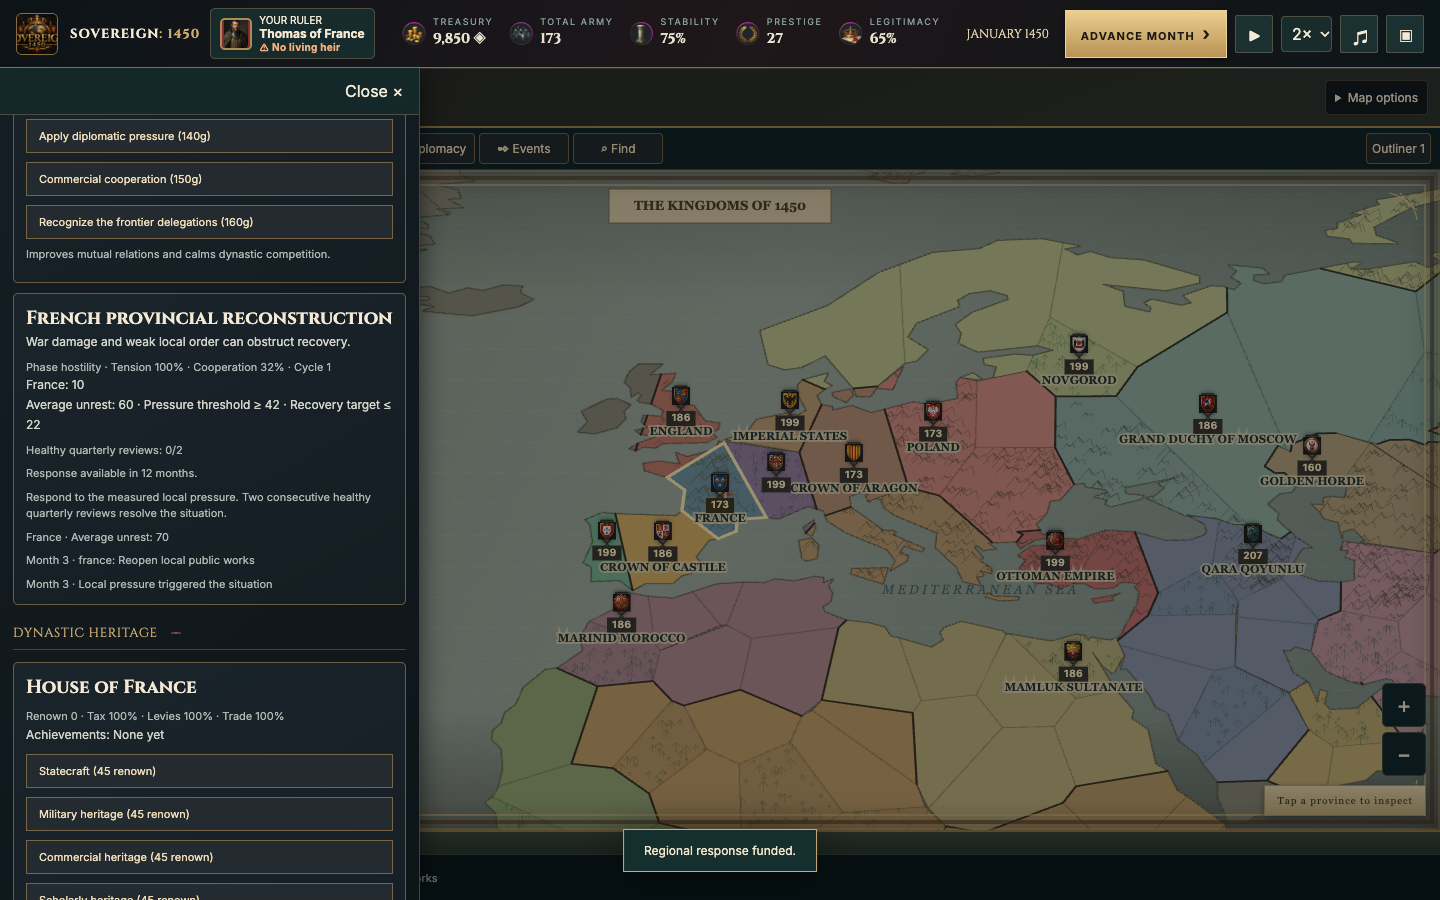 SOVEREIGN: 1450
YOUR RULER
Thomas of France
⚠ No living heir
TREASURY
9,850
TOTAL ARMY
173
STABILITY
75%
PRESTIGE
27
LEGITIMACY
65%
JANUARY 1450
ADVANCE MONTH ›
2×
Close ×
Map options
plomacy
Events
Find
Outliner 1
Apply diplomatic pressure (140g)
Commercial cooperation (150g)
Recognize the frontier delegations (160g)
Improves mutual relations and calms dynastic competition.
FRENCH PROVINCIAL RECONSTRUCTION
War damage and weak local order can obstruct recovery.
Phase hostility · Tension 100% · Cooperation 32% · Cycle 1
France: 10
Average unrest: 60 · Pressure threshold ≥ 42 · Recovery target ≤
22
Healthy quarterly reviews: 0/2
Response available in 12 months.
Respond to the measured local pressure. Two consecutive healthy
quarterly reviews resolve the situation.
France · Average unrest: 70
Month 3 · france: Reopen local public works
Month 3 · Local pressure triggered the situation
DYNASTIC HERITAGE
HOUSE OF FRANCE
Renown 0 · Tax 100% · Levies 100% · Trade 100%
Achievements: None yet
Statecraft (45 renown)
Military heritage (45 renown)
Commercial heritage (45 renown)
Scholarly heritage (45 renown)
THE KINGDOMS OF 1450
199
NOVGOROD
186
ENGLAND
199
IMPERIAL STATES
173
POLAND
186
GRAND DUCHY OF MOSCOW
160
GOLDEN HORDE
199
173
CROWN OF ARAGON
173
FRANCE
199
186
CROWN OF CASTILE
199
OTTOMAN EMPIRE
207
QARA QOYUNLU
MEDITERRANEAN SEA
186
MARINID MOROCCO
186
MAMLUK SULTANATE
+
−
Tap a province to inspect
Regional response funded.
rks